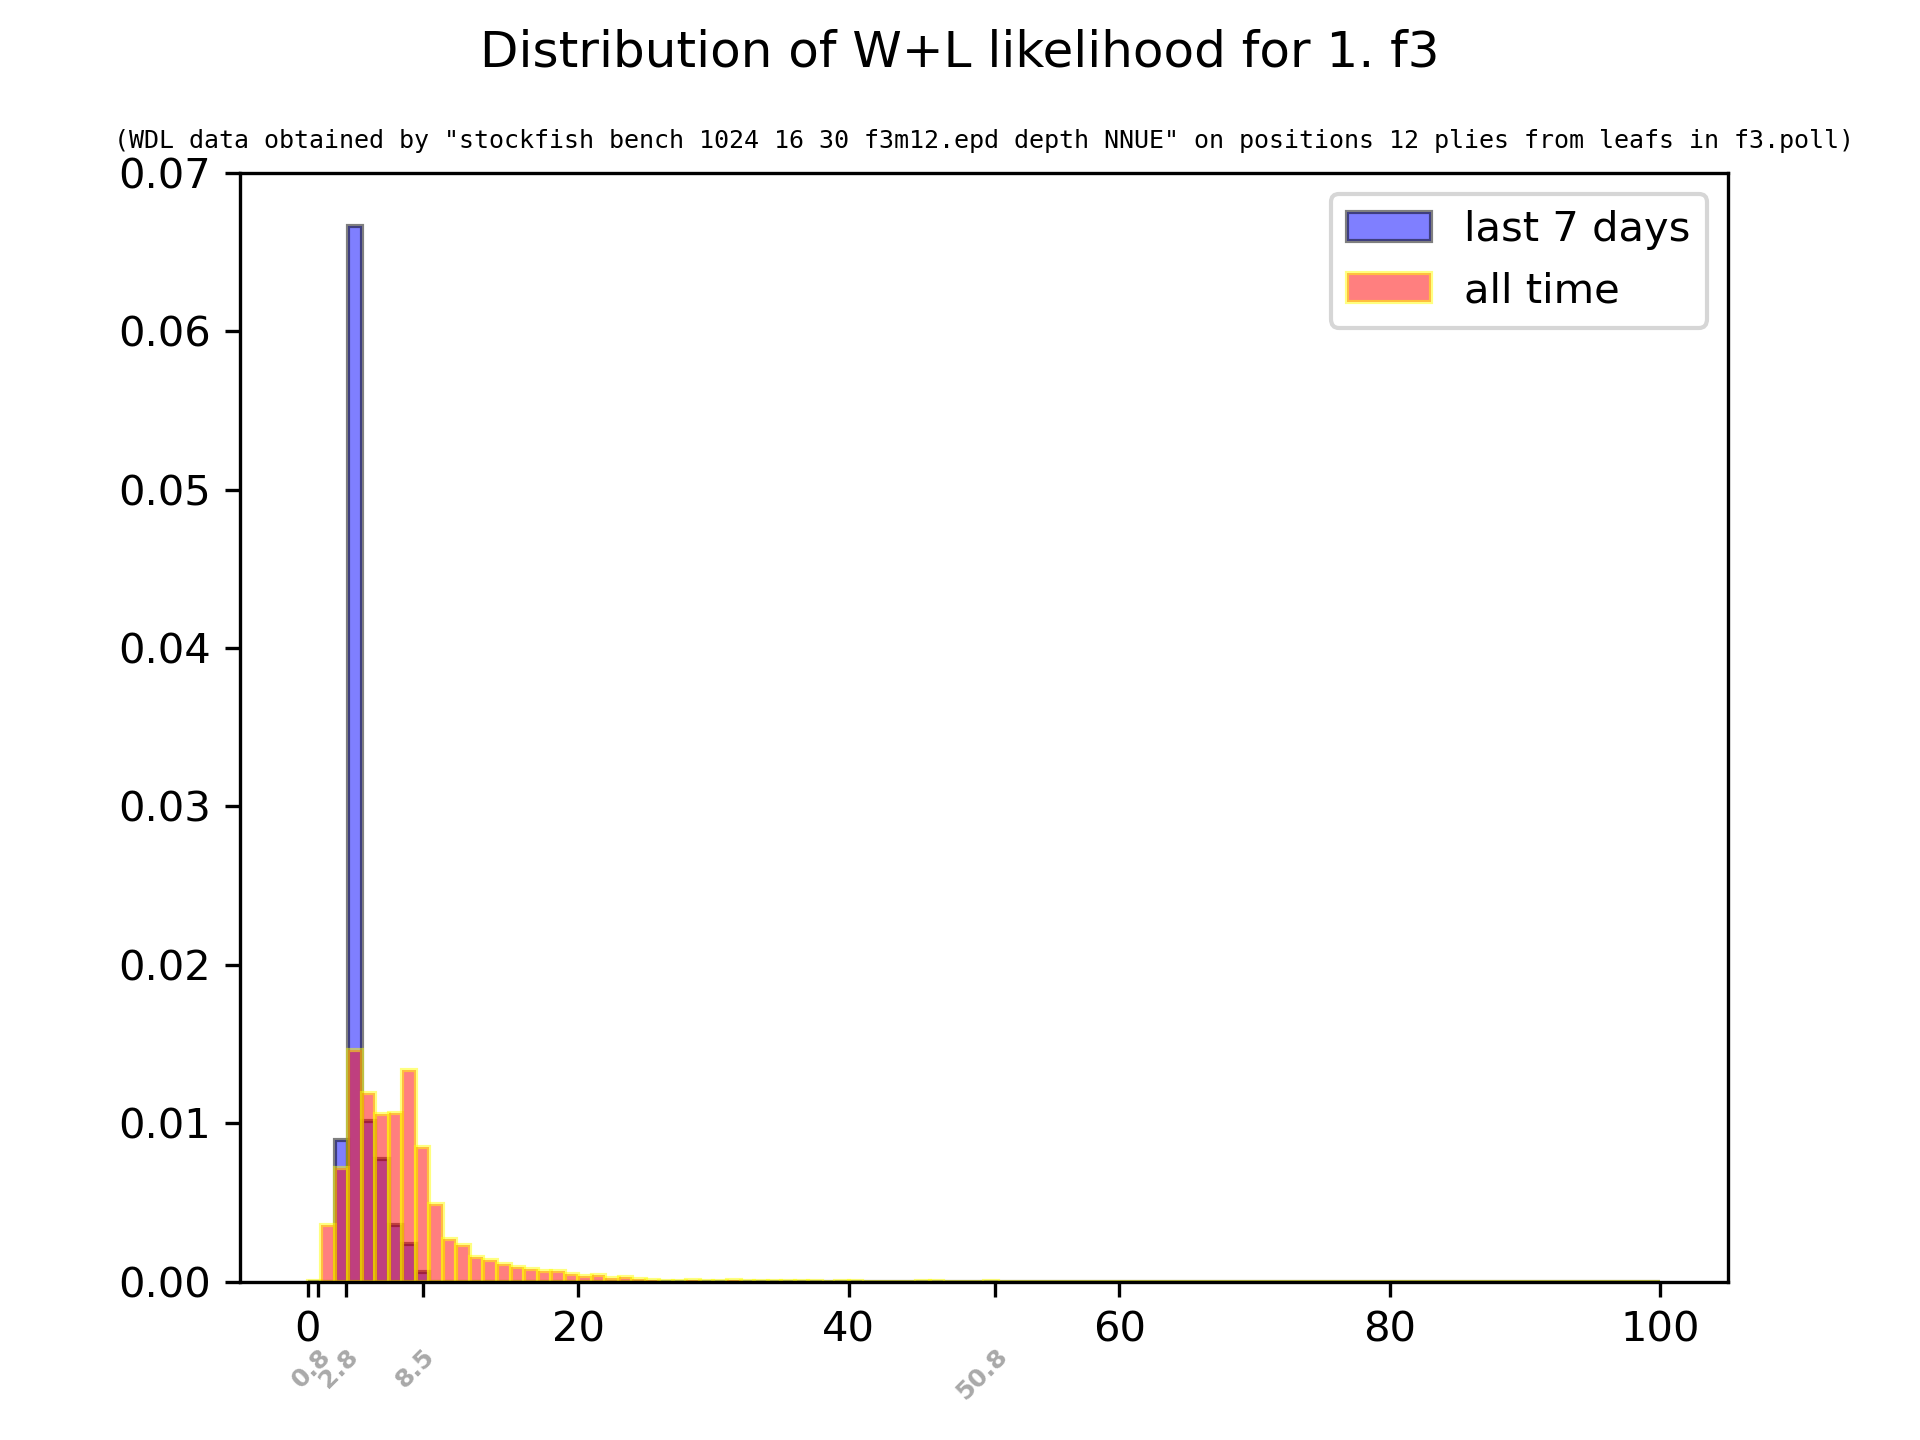 Distribution of W+L likelihood for 1. f3
(WDL data obtained by "stockfish bench 1024 16 30 f3m12.epd depth NNUE" on positions 12 plies from leafs in f3.poll)
0.07
last 7 days
all time
0.06
0.05
0.04
0.03
0.02
0.01
0.00
0 20 40 60 80 100
0.8 2.8 8.5 50.8